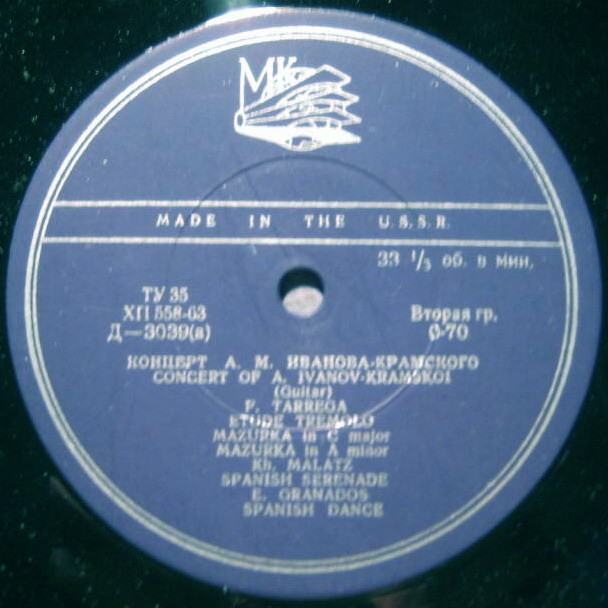 МК
MADE IN THE U.S.S.R.
33 1/3 об. в мин.
ТУ 35
ХП 558-63
Д—3039(а)
Вторая гр.
0-70
КОНЦЕРТ А. М. ИВАНОВА-КРАМСКОГО
CONCERT OF A. IVANOV-KRAMSKOI
(Guitar)
F. TARREGA
ETUDE TREMOLO
MAZURKA in C major
MAZURKA in A minor
Kh. MALATZ
SPANISH SERENADE
E. GRANADOS
SPANISH DANCE